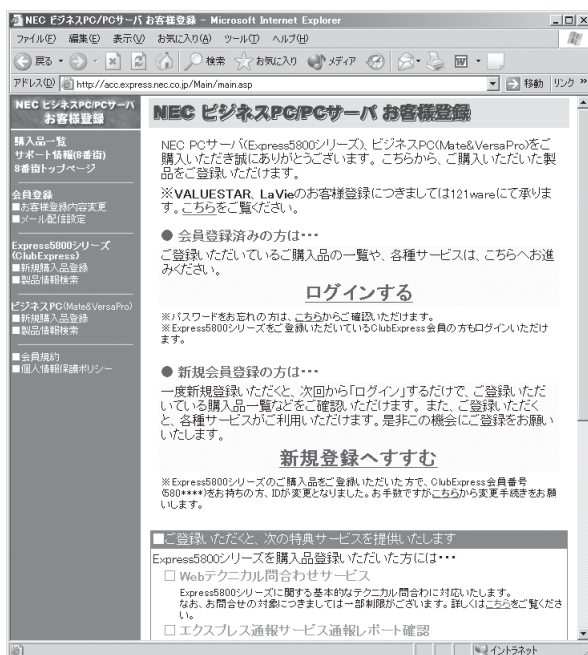 NEC ビジネスPC/PCサーバ お客様登録 - Microsoft Internet Explorer
ファイル(F) 編集(E) 表示(V) お気に入り(A) ツール(T) ヘルプ(H)
戻る 検索 お気に入り メディア
アドレス(D) http://acc.express.nec.co.jp/Main/main.asp 移動 リンク »
NEC ビジネスPC/PCサーバ
お客様登録
購入品一覧
サポート情報(8番街)
8番街トップページ
会員登録
■お客様登録内容変更
■メール配信設定
Express5800シリーズ
(ClubExpress)
■新規購入品登録
■製品情報検索
ビジネスPC(Mate&VersaPro)
■新規購入品登録
■製品情報検索
■会員規約
■個人情報保護ポリシー
NEC ビジネスPC/PCサーバ お客様登録
NEC PCサーバ(Express5800シリーズ)、ビジネスPC(Mate&VersaPro)をご
購入いただき誠にありがとうございます。こちらから、ご購入いただいた製
品をご登録いただけます。
※VALUESTAR、LaVieのお客様登録につきましては121wareにて承りま
す。こちらをご覧ください。
● 会員登録済みの方は・・・
ご登録いただいているご購入品の一覧や、各種サービスは、こちらへお進
みください。
ログインする
※パスワードをお忘れの方は、こちらからご確認いただけます。
※Express5800シリーズをご登録いただいているClubExpress会員の方もログインいただけ
ます。
● 新規会員登録の方は・・・
一度新規登録いただくと、次回から「ログイン」するだけで、ご登録いただ
いている購入品一覧などをご確認いただけます。また、ご登録いただく
と、各種サービスがご利用いただけます。是非この機会にご登録をお願い
いたします。
新規登録へすすむ
※Express5800シリーズのご購入品をご登録いただいた方で、ClubExpress会員番号
(580****)をお持ちの方、IDが変更となりました。お手数ですがこちらから変更手続きをお願
いします。
■ご登録いただくと、次の特典サービスを提供いたします
Express5800シリーズを購入品登録いただいた方には・・・
□ Webテクニカル問合わせサービス
Express5800シリーズに関する基本的なテクニカル問合わせに対応いたします。
なお、お問合せの対象につきましては一部制限がございます。詳しくはこちらをご覧くださ
い。
□ エクスプレス通報サービス通報レポート確認
イントラネット